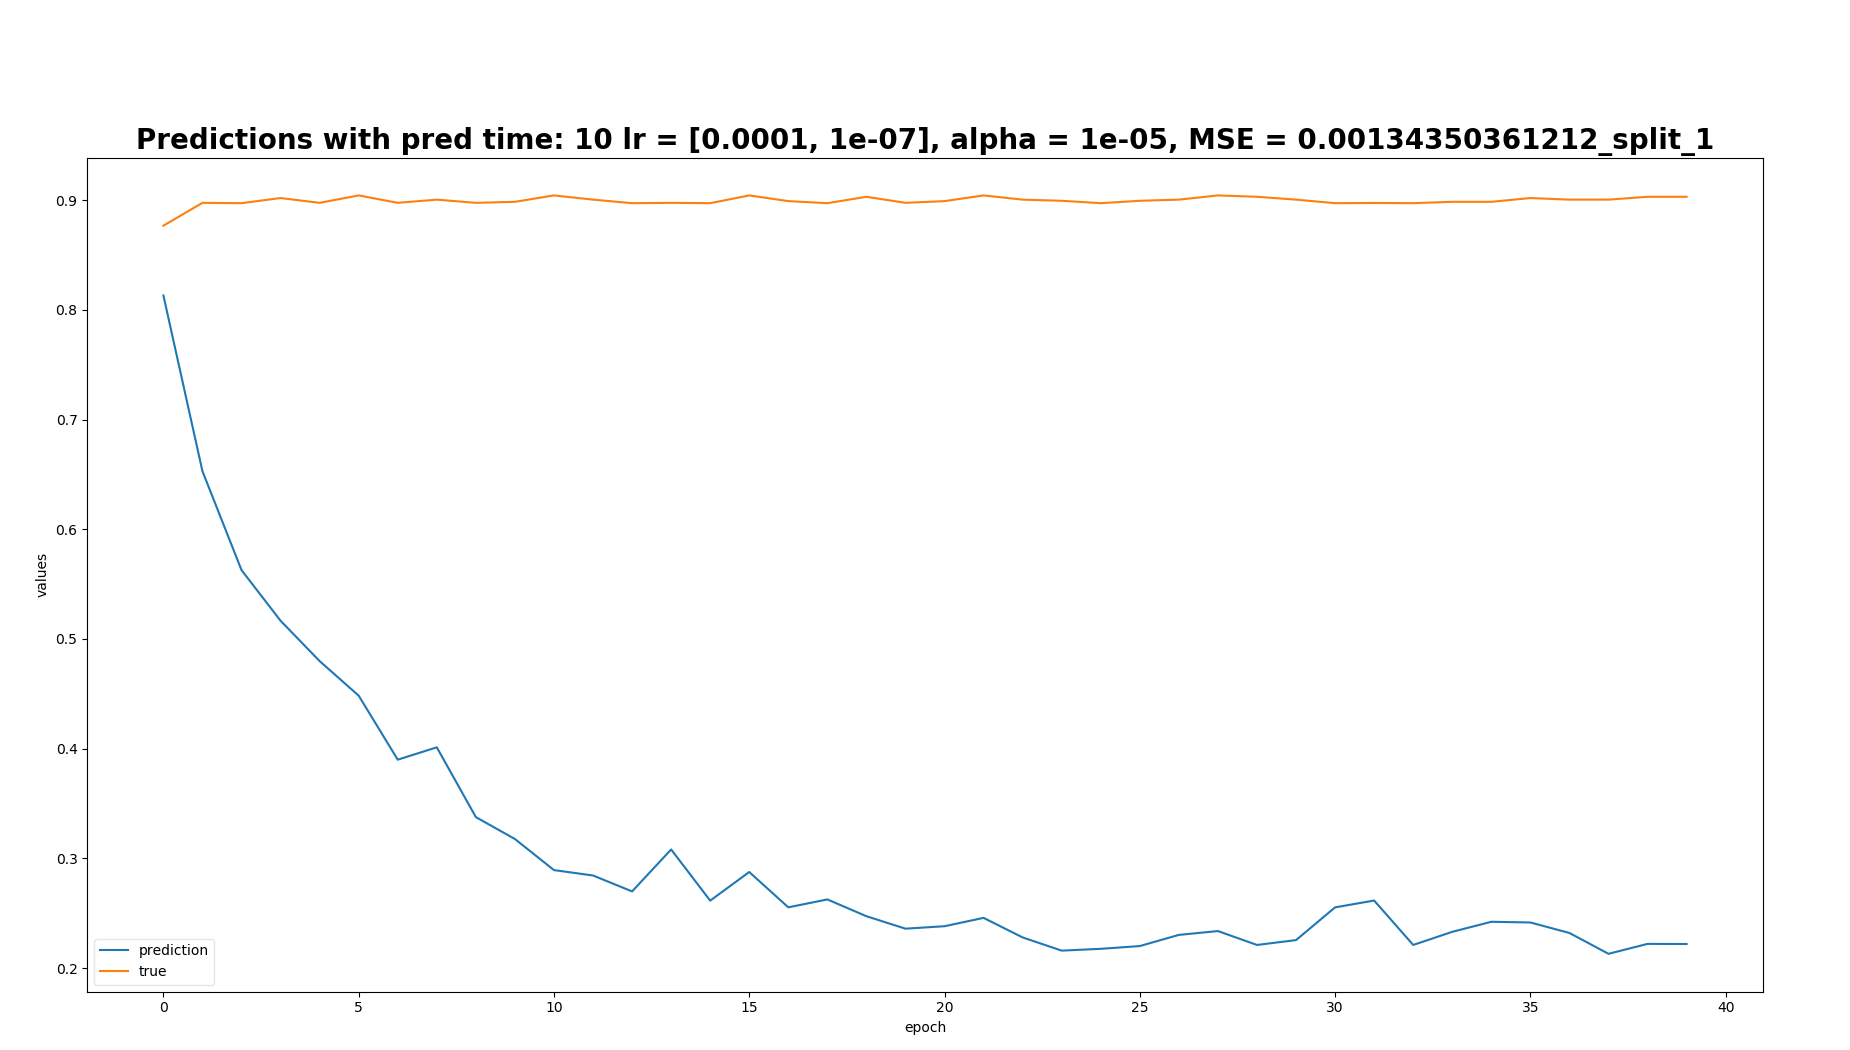 Predictions with pred time: 10 lr = [0.0001, 1e-07], alpha = 1e-05, MSE = 0.00134350361212_split_1
0.9
0.8
0.7
0.6
0.5
0.4
0.3
0.2
values
prediction
true
0 5 10 15 20 25 30 35 40
epoch